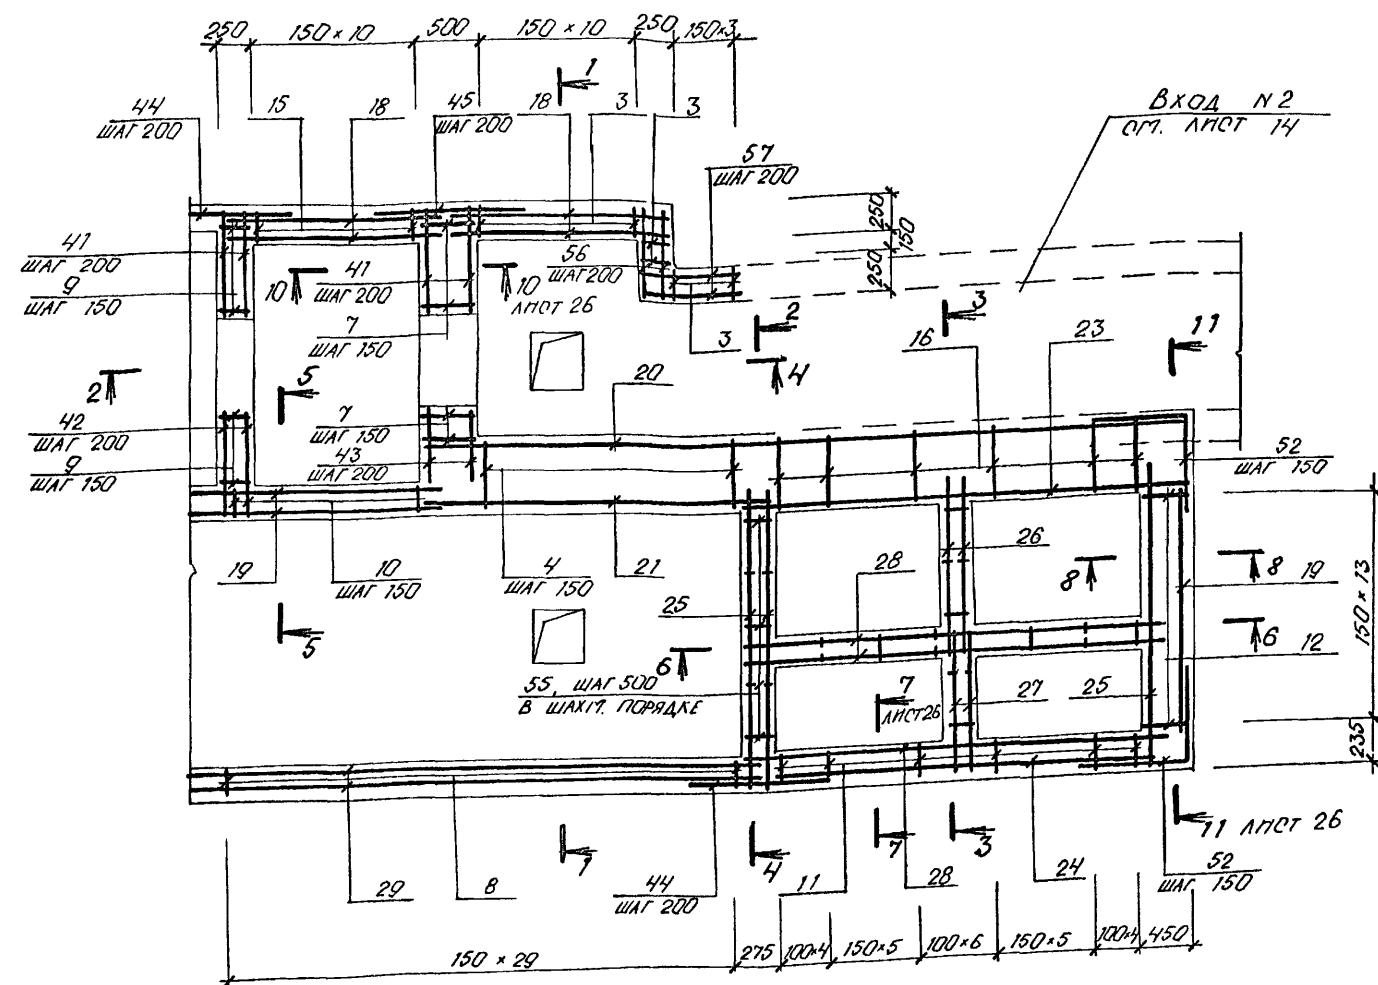 250 150×10 500 150×10 250 150×3
1
44
ШАГ 200
15 18
45
ШАГ 200
18 3 3
ВХОД N2
СМ. ЛИСТ 14
57
ШАГ 200
250 150
250
41
ШАГ 200
9
ШАГ 150
10
41
ШАГ 200
56
ШАГ 200
10
ЛИСТ 26
7
ШАГ 150
3
2
3
16 23 11
2
5
20
4
42
ШАГ 200
9
ШАГ 150
7
ШАГ 150
43
ШАГ 200
52
ШАГ 150
19
10
ШАГ 150
4
ШАГ 150
21
28 26
8
8
19
150×13
5
25
6
6
12
55, ШАГ 500
В ШАХМ. ПОРЯДКЕ
7
ЛИСТ 26
27 25
235
1
4
7
3
11 ЛИСТ 26
29 8
44
ШАГ 200
11 28 24
52
ШАГ 150
150×29 275 100×4 150×5 100×6 150×5 100×4 450